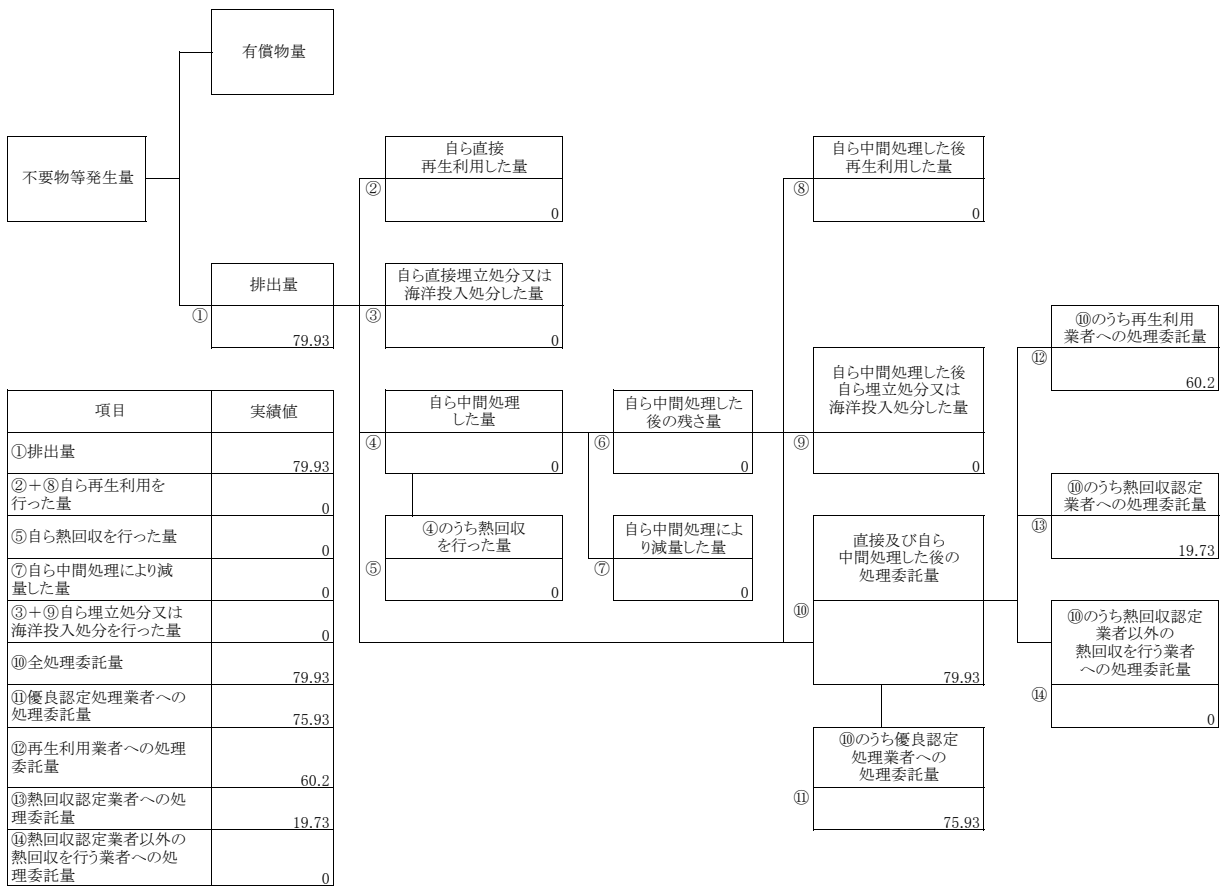 有償物量
不要物等発生量
自ら直接
再生利用した量
②
0
自ら中間処理した後
再生利用した量
⑧
0
排出量
①
79.93
自ら直接埋立処分又は
海洋投入処分した量
③
0
⑩のうち再生利用
業者への処理委託量
⑫
60.2
自ら中間処理
した量
④
0
自ら中間処理した
後の残さ量
⑥
0
自ら中間処理した後
自ら埋立処分又は
海洋投入処分した量
⑨
0
⑩のうち熱回収認定
業者への処理委託量
⑬
19.73
④のうち熱回収
を行った量
⑤
0
自ら中間処理によ
り減量した量
⑦
0
直接及び自ら
中間処理した後の
処理委託量
⑩
79.93
⑩のうち熱回収認定
業者以外の
熱回収を行う業者
への処理委託量
⑭
0
⑩のうち優良認定
処理業者への
処理委託量
⑪
75.93
項目
実績値
①排出量
79.93
②＋⑧自ら再生利用を
行った量
0
⑤自ら熱回収を行った量
0
⑦自ら中間処理により減
量した量
0
③＋⑨自ら埋立処分又は
海洋投入処分を行った量
0
⑩全処理委託量
79.93
⑪優良認定処理業者への
処理委託量
75.93
⑫再生利用業者への処理
委託量
60.2
⑬熱回収認定業者への処
理委託量
19.73
⑭熱回収認定業者以外の
熱回収を行う業者への処
理委託量
0